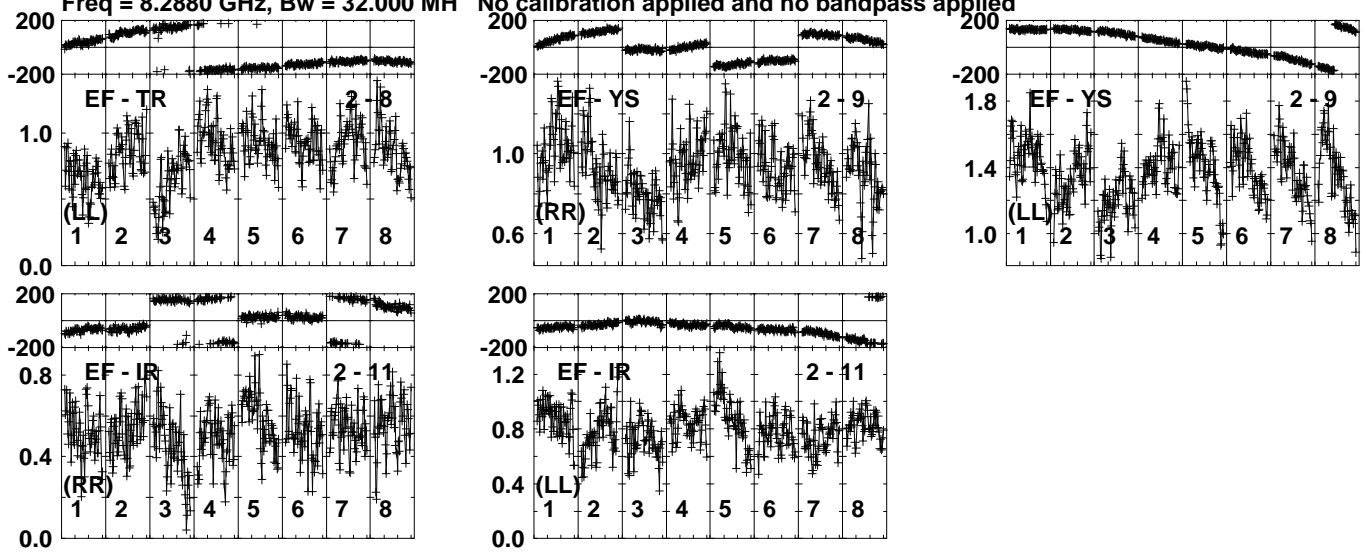 Freq = 8.2880 GHz, Bw = 32.000 MH No calibration applied and no bandpass applied
200
-200
EF - TR 2 - 8
1.0
(LL)
1 2 3 4 5 6 7 8
0.0
200
-200
EF - YS 2 - 9
1.0
(RR)
0.6
1 2 3 4 5 6 7 8
200
-200
1.8
EF - YS 2 - 9
1.4
(LL)
1.0
1 2 3 4 5 6 7 8
200
-200
0.8
EF - IR 2 - 11
0.4
(RR)
1 2 3 4 5 6 7 8
0.0
200
-200
1.2
EF - IR 2 - 11
0.8
0.4
(LL)
1 2 3 4 5 6 7 8
0.0